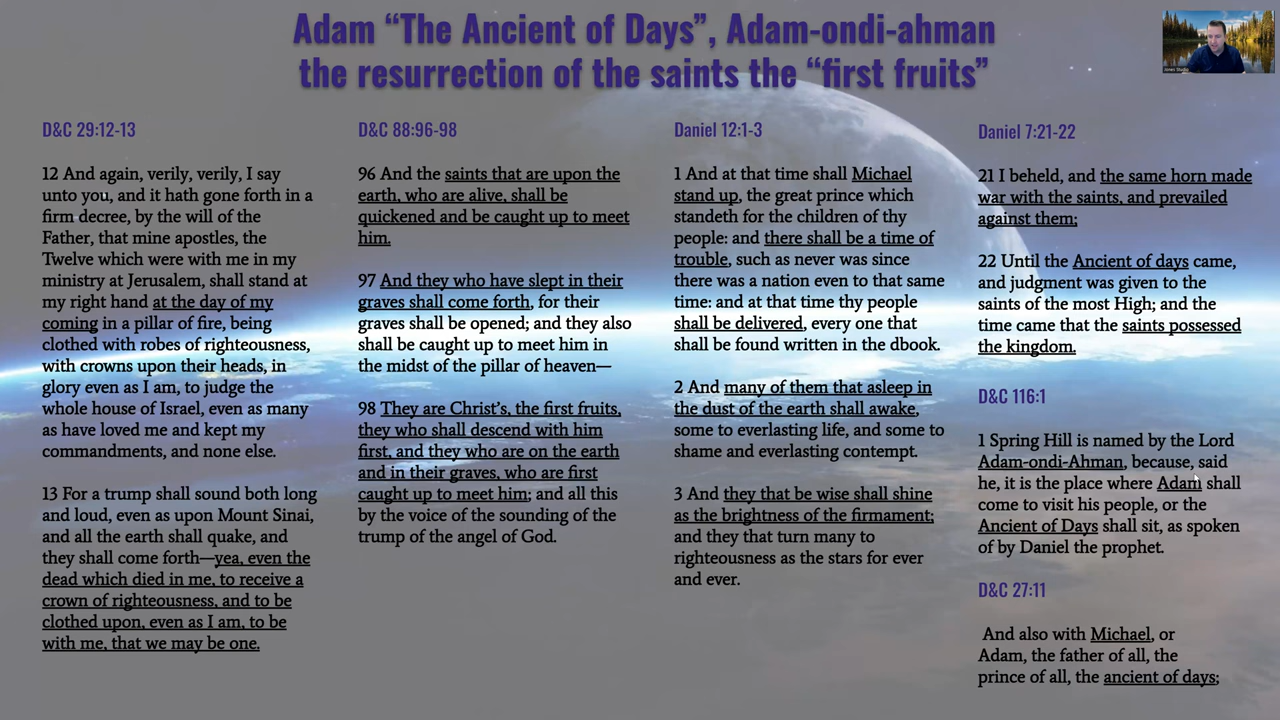 Adam “The Ancient of Days”, Adam-ondi-ahman
the resurrection of the saints the “first fruits”
D&C 29:12-13
12 And again, verily, verily, I say
unto you, and it hath gone forth in a
firm decree, by the will of the
Father, that mine apostles, the
Twelve which were with me in my
ministry at Jerusalem, shall stand at
my right hand at the day of my
coming in a pillar of fire, being
clothed with robes of righteousness,
with crowns upon their heads, in
glory even as I am, to judge the
whole house of Israel, even as many
as have loved me and kept my
commandments, and none else.
13 For a trump shall sound both long
and loud, even as upon Mount Sinai,
and all the earth shall quake, and
they shall come forth—yea, even the
dead which died in me, to receive a
crown of righteousness, and to be
clothed upon, even as I am, to be
with me, that we may be one.
D&C 88:96-98
96 And the saints that are upon the
earth, who are alive, shall be
quickened and be caught up to meet
him.
97 And they who have slept in their
graves shall come forth, for their
graves shall be opened; and they also
shall be caught up to meet him in
the midst of the pillar of heaven—
98 They are Christ’s, the first fruits,
they who shall descend with him
first, and they who are on the earth
and in their graves, who are first
caught up to meet him; and all this
by the voice of the sounding of the
trump of the angel of God.
Daniel 12:1-3
1 And at that time shall Michael
stand up, the great prince which
standeth for the children of thy
people: and there shall be a time of
trouble, such as never was since
there was a nation even to that same
time: and at that time thy people
shall be delivered, every one that
shall be found written in the dbook.
2 And many of them that asleep in
the dust of the earth shall awake,
some to everlasting life, and some to
shame and everlasting contempt.
3 And they that be wise shall shine
as the brightness of the firmament;
and they that turn many to
righteousness as the stars for ever
and ever.
Daniel 7:21-22
21 I beheld, and the same horn made
war with the saints, and prevailed
against them;
22 Until the Ancient of days came,
and judgment was given to the
saints of the most High; and the
time came that the saints possessed
the kingdom.
D&C 116:1
1 Spring Hill is named by the Lord
Adam-ondi-Ahman, because, said
he, it is the place where Adam shall
come to visit his people, or the
Ancient of Days shall sit, as spoken
of by Daniel the prophet.
D&C 27:11
And also with Michael, or
Adam, the father of all, the
prince of all, the ancient of days;